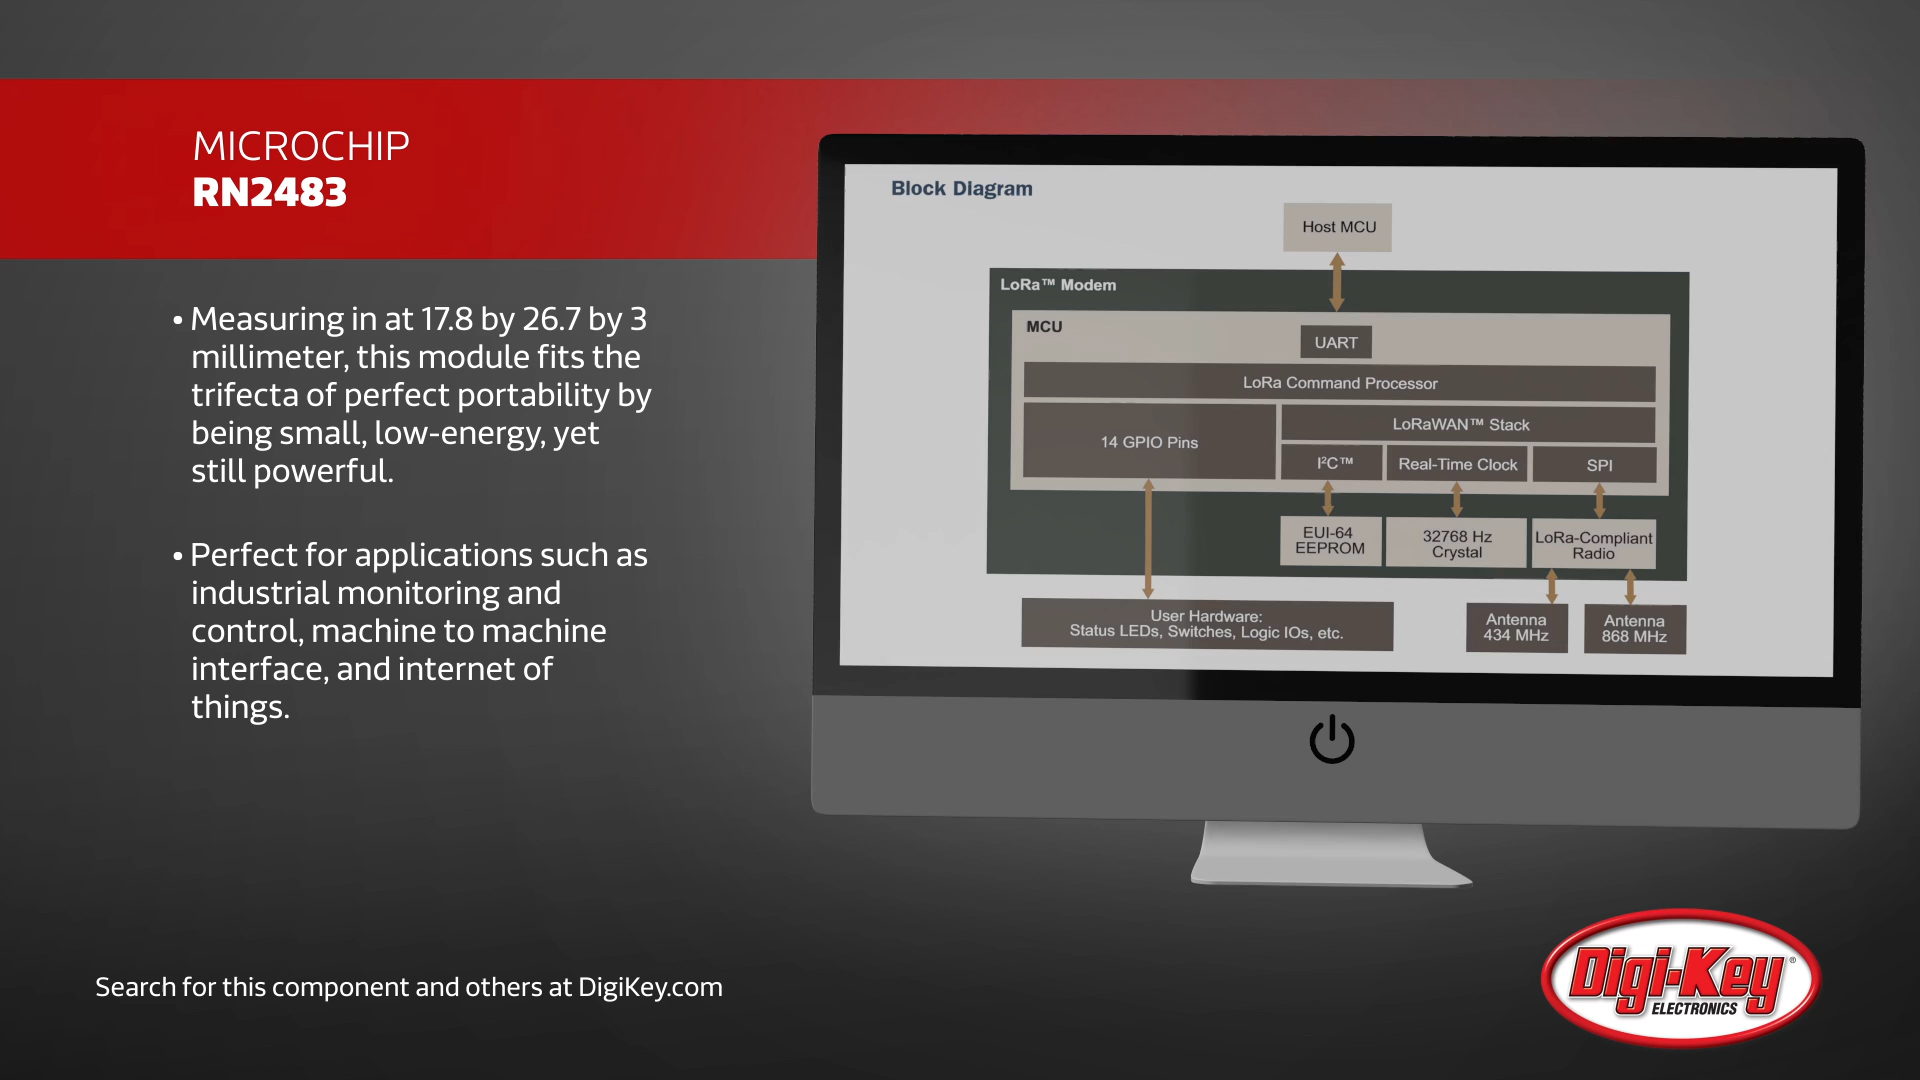 MICROCHIP
RN2483
• Measuring in at 17.8 by 26.7 by 3
millimeter, this module fits the
trifecta of perfect portability by
being small, low-energy, yet
still powerful.
• Perfect for applications such as
industrial monitoring and
control, machine to machine
interface, and internet of
things.
Block Diagram
Host MCU
LoRa™ Modem
MCU
UART
LoRa Command Processor
14 GPIO Pins
LoRaWAN™ Stack
I²C™
Real-Time Clock
SPI
EUI-64
EEPROM
32768 Hz
Crystal
LoRa-Compliant
Radio
User Hardware:
Status LEDs, Switches, Logic IOs, etc.
Antenna
434 MHz
Antenna
868 MHz
Search for this component and others at DigiKey.com
Digi-Key®
ELECTRONICS